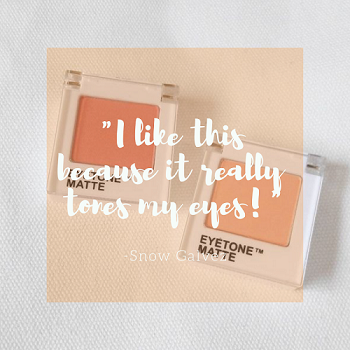 "I like this
because it really
tones my eyes!"
-Snow Galvez
EYETONE
MATTE
EYETONE™
MATTE